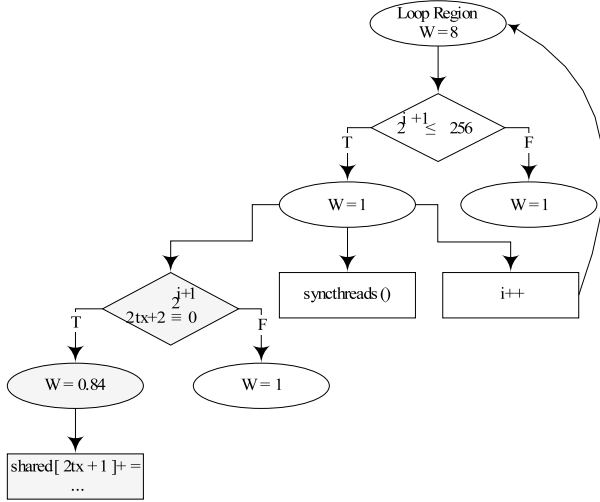 Loop Region
W = 8
2^{i+1} ≤ 256
T
F
W = 1
W = 1
2tx+2 ≡_{2^{i+1}} 0
syncthreads ()
i++
T
F
W = 0.84
W = 1
shared[ 2tx + 1 ]+ =
...